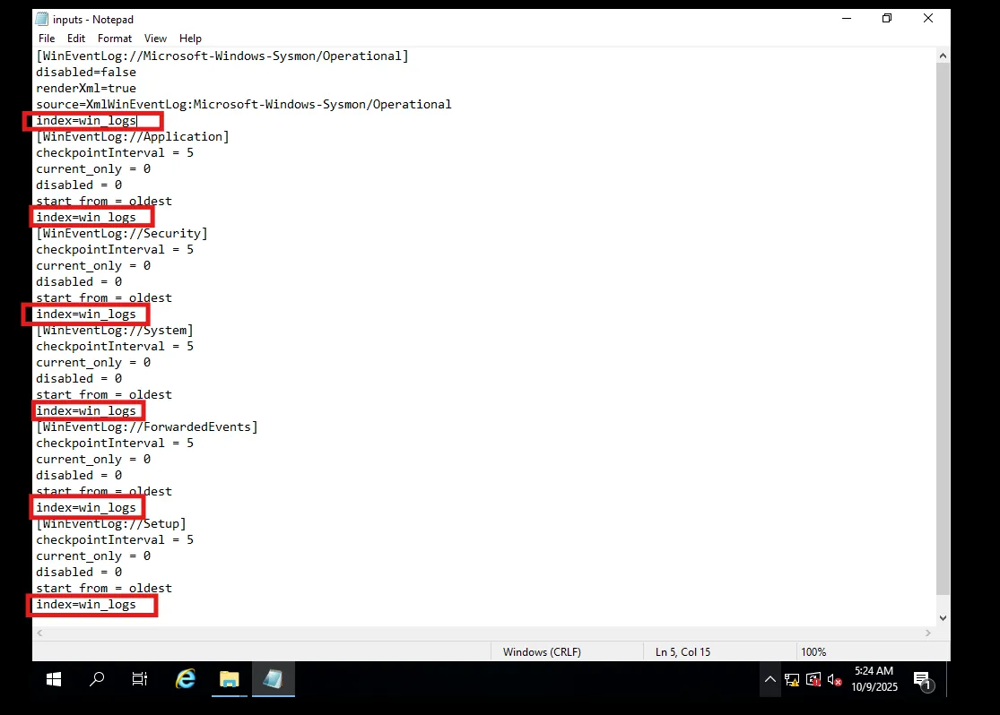 inputs - Notepad
File Edit Format View Help
[WinEventLog://Microsoft-Windows-Sysmon/Operational]
disabled=false
renderXml=true
source=XmlWinEventLog:Microsoft-Windows-Sysmon/Operational
index=win_logs
[WinEventLog://Application]
checkpointInterval = 5
current_only = 0
disabled = 0
start_from = oldest
index=win_logs
[WinEventLog://Security]
checkpointInterval = 5
current_only = 0
disabled = 0
start_from = oldest
index=win_logs
[WinEventLog://System]
checkpointInterval = 5
current_only = 0
disabled = 0
start_from = oldest
index=win_logs
[WinEventLog://ForwardedEvents]
checkpointInterval = 5
current_only = 0
disabled = 0
start_from = oldest
index=win_logs
[WinEventLog://Setup]
checkpointInterval = 5
current_only = 0
disabled = 0
start_from = oldest
index=win_logs
Windows (CRLF) Ln 5, Col 15 100%
5:24 AM
10/9/2025
1